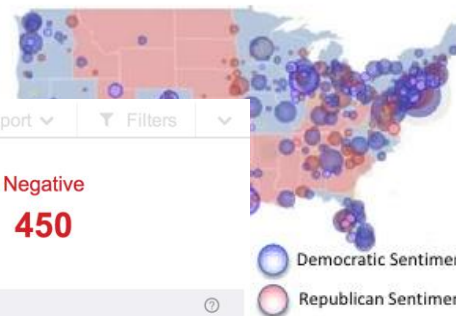 port
Filters
Negative
450
Democratic Sentimen
Republican Sentimen